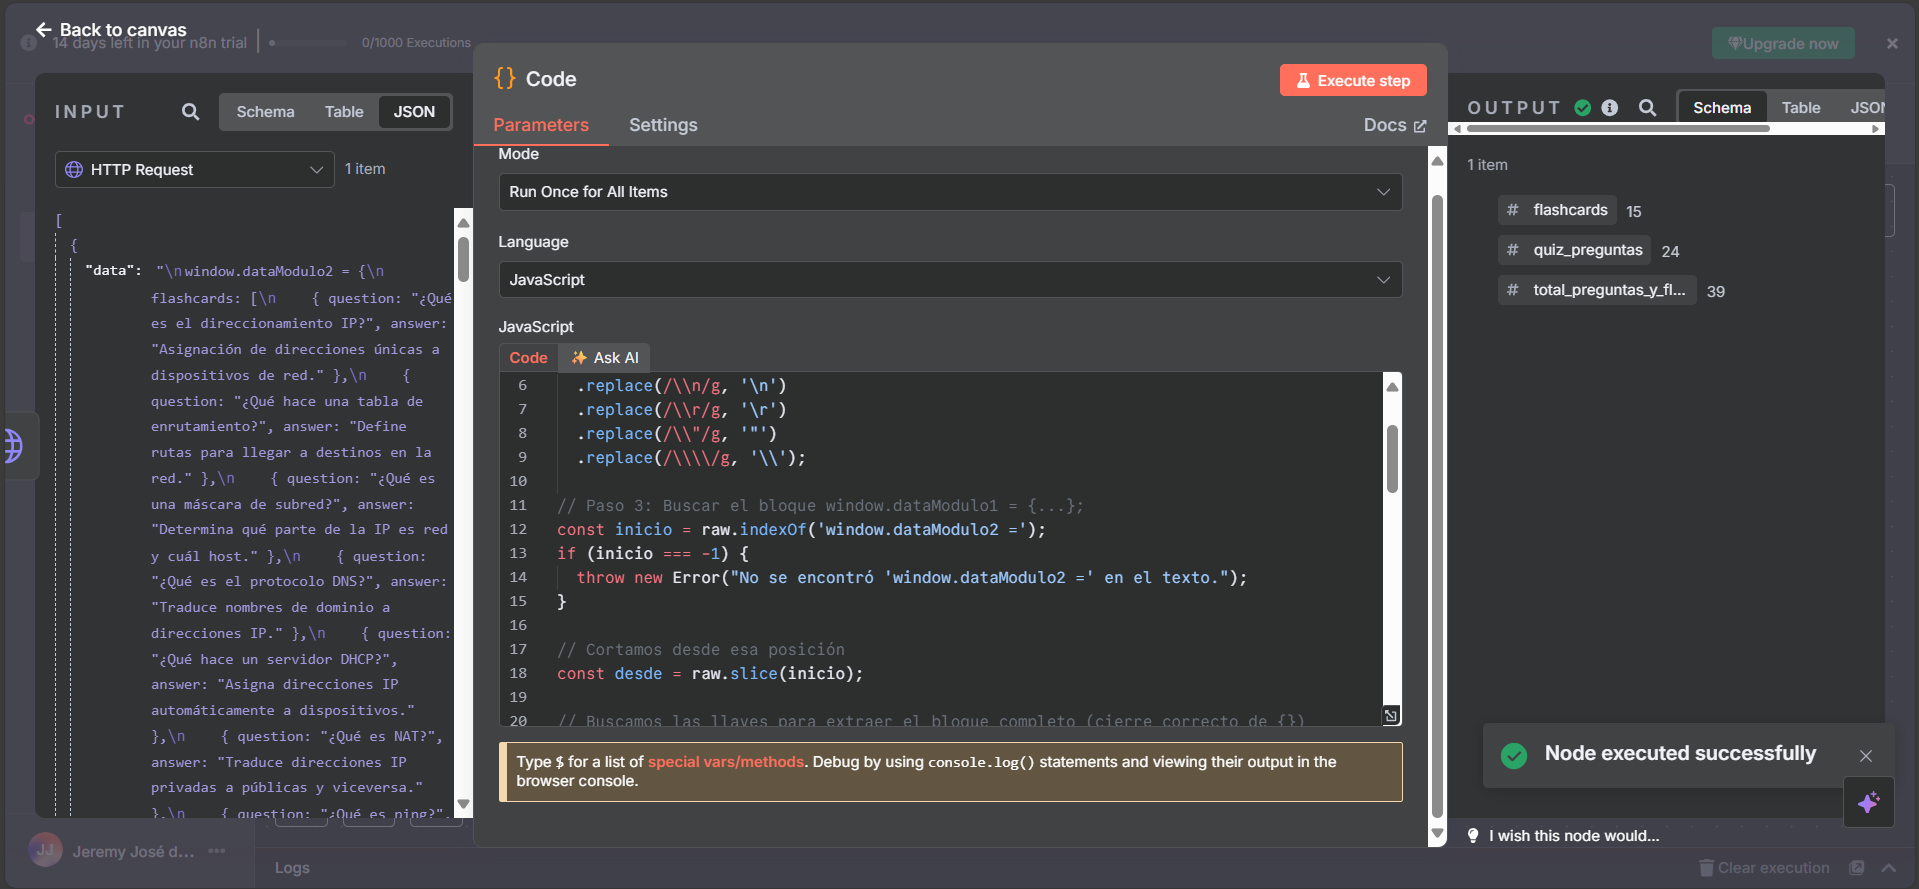 Back to canvas
14 days left in your n8n trial
0/1000 Executions
Upgrade now
INPUT
Schema
Table
JSON
HTTP Request
1 item
[
{
"data": "\nwindow.dataModulo2 = {\n
flashcards: [\n { question: "¿Qué
es el direccionamiento IP?", answer:
"Asignación de direcciones únicas a
dispositivos de red." },\n {
question: "¿Qué hace una tabla de
enrutamiento?", answer: "Define
rutas para llegar a destinos en la
red." },\n { question: "¿Qué es
una máscara de subred?", answer:
"Determina qué parte de la IP es red
y cuál host." },\n { question:
"¿Qué es el protocolo DNS?", answer:
"Traduce nombres de dominio a
direcciones IP." },\n { question:
"¿Qué hace un servidor DHCP?",
answer: "Asigna direcciones IP
automáticamente a dispositivos."
},\n { question: "¿Qué es NAT?",
answer: "Traduce direcciones IP
privadas a públicas y viceversa."
},\n { question: "¿Qué es ping?",
Code
Execute step
Parameters
Settings
Docs
Mode
Run Once for All Items
Language
JavaScript
JavaScript
Code
Ask AI
6 .replace(/\\n/g, '\n')
7 .replace(/\\r/g, '\r')
8 .replace(/\\"/g, '"')
9 .replace(/\\\\/g, '\\');
10
11 // Paso 3: Buscar el bloque window.dataModulo1 = {...};
12 const inicio = raw.indexOf('window.dataModulo2 =');
13 if (inicio === -1) {
14 throw new Error("No se encontró 'window.dataModulo2 =' en el texto.");
15 }
16
17 // Cortamos desde esa posición
18 const desde = raw.slice(inicio);
19
20 // Buscamos las llaves para extraer el bloque completo (cierre correcto de {})
Type $ for a list of special vars/methods. Debug by using console.log() statements and viewing their output in the
browser console.
OUTPUT
Schema
Table
JSON
1 item
# flashcards 15
# quiz_preguntas 24
# total_preguntas_y_fl... 39
Node executed successfully
I wish this node would...
JJ
Jeremy José d...
Logs
Clear execution